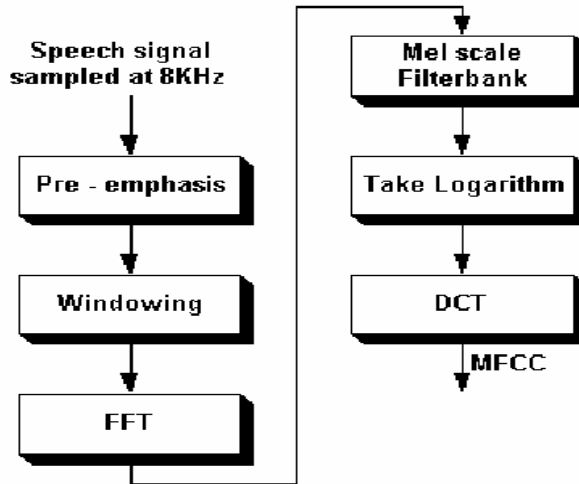 Speech signal
sampled at 8KHz
Pre - emphasis
Windowing
FFT
Mel scale
Filterbank
Take Logarithm
DCT
MFCC